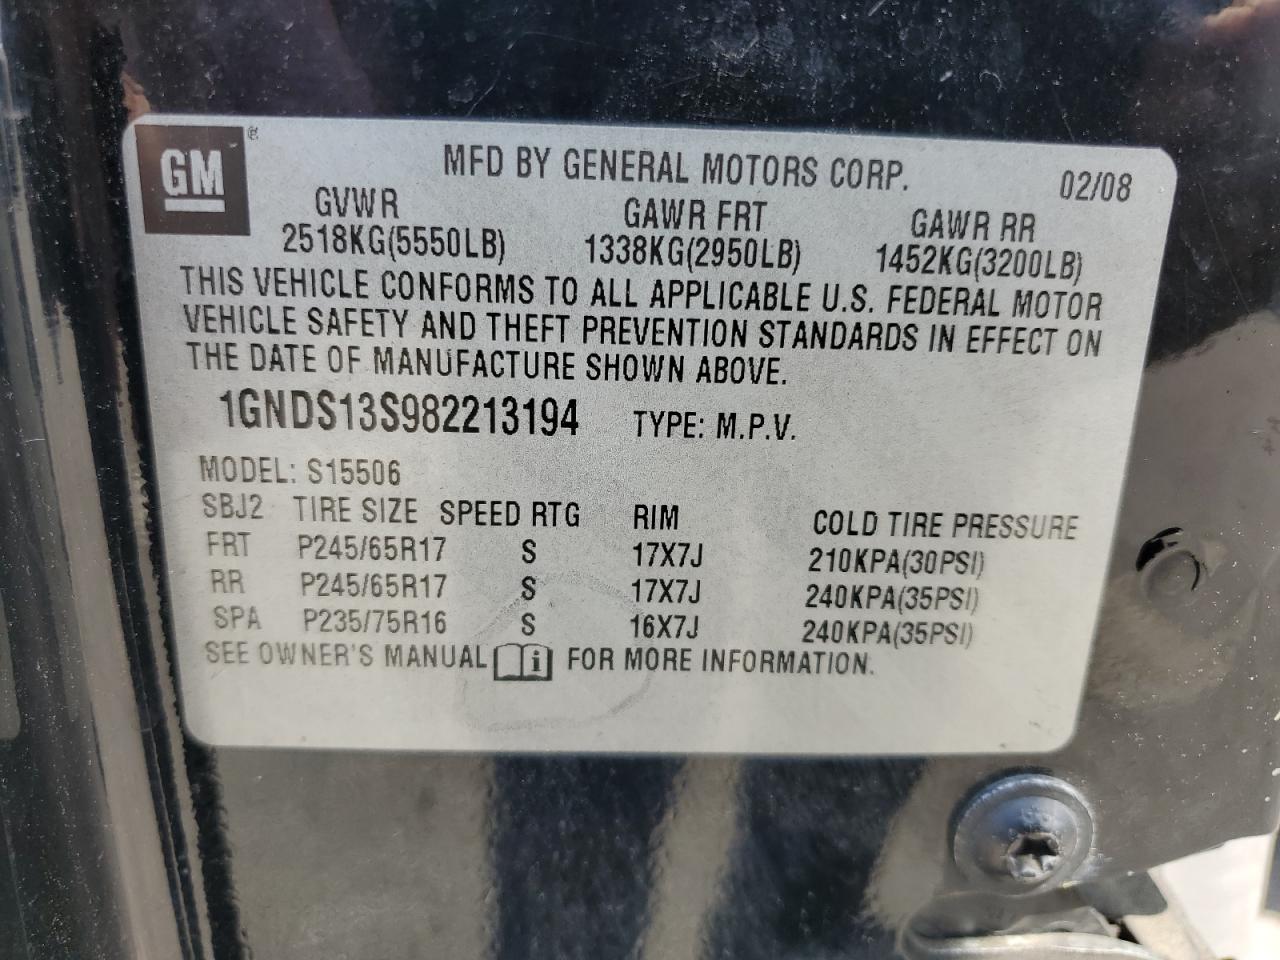 GM ®
MFD BY GENERAL MOTORS CORP. 02/08
GVWR GAWR FRT GAWR RR
2518KG(5550LB) 1338KG(2950LB) 1452KG(3200LB)
THIS VEHICLE CONFORMS TO ALL APPLICABLE U.S. FEDERAL MOTOR
VEHICLE SAFETY AND THEFT PREVENTION STANDARDS IN EFFECT ON
THE DATE OF MANUFACTURE SHOWN ABOVE.
1GNDS13S982213194 TYPE: M.P.V.
MODEL: S15506
SBJ2 TIRE SIZE SPEED RTG RIM COLD TIRE PRESSURE
FRT P245/65R17 S 17X7J 210KPA(30PSI)
RR P245/65R17 S 17X7J 240KPA(35PSI)
SPA P235/75R16 S 16X7J 240KPA(35PSI)
SEE OWNER'S MANUAL i FOR MORE INFORMATION.